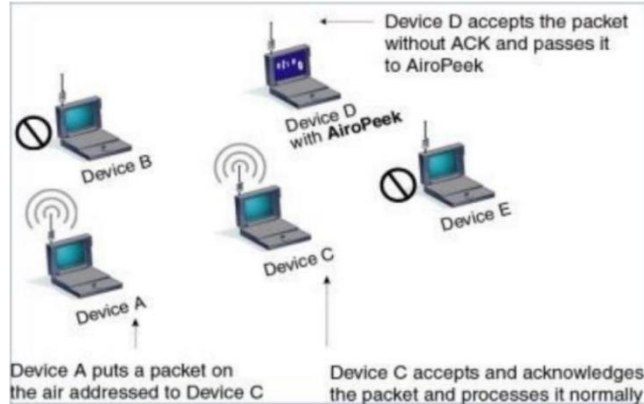 Device D accepts the packet
without ACK and passes it
to AiroPeek
Device D
with AiroPeek
Device B
Device E
Device C
Device A
Device A puts a packet on
the air addressed to Device C
Device C accepts and acknowledges
the packet and processes it normally